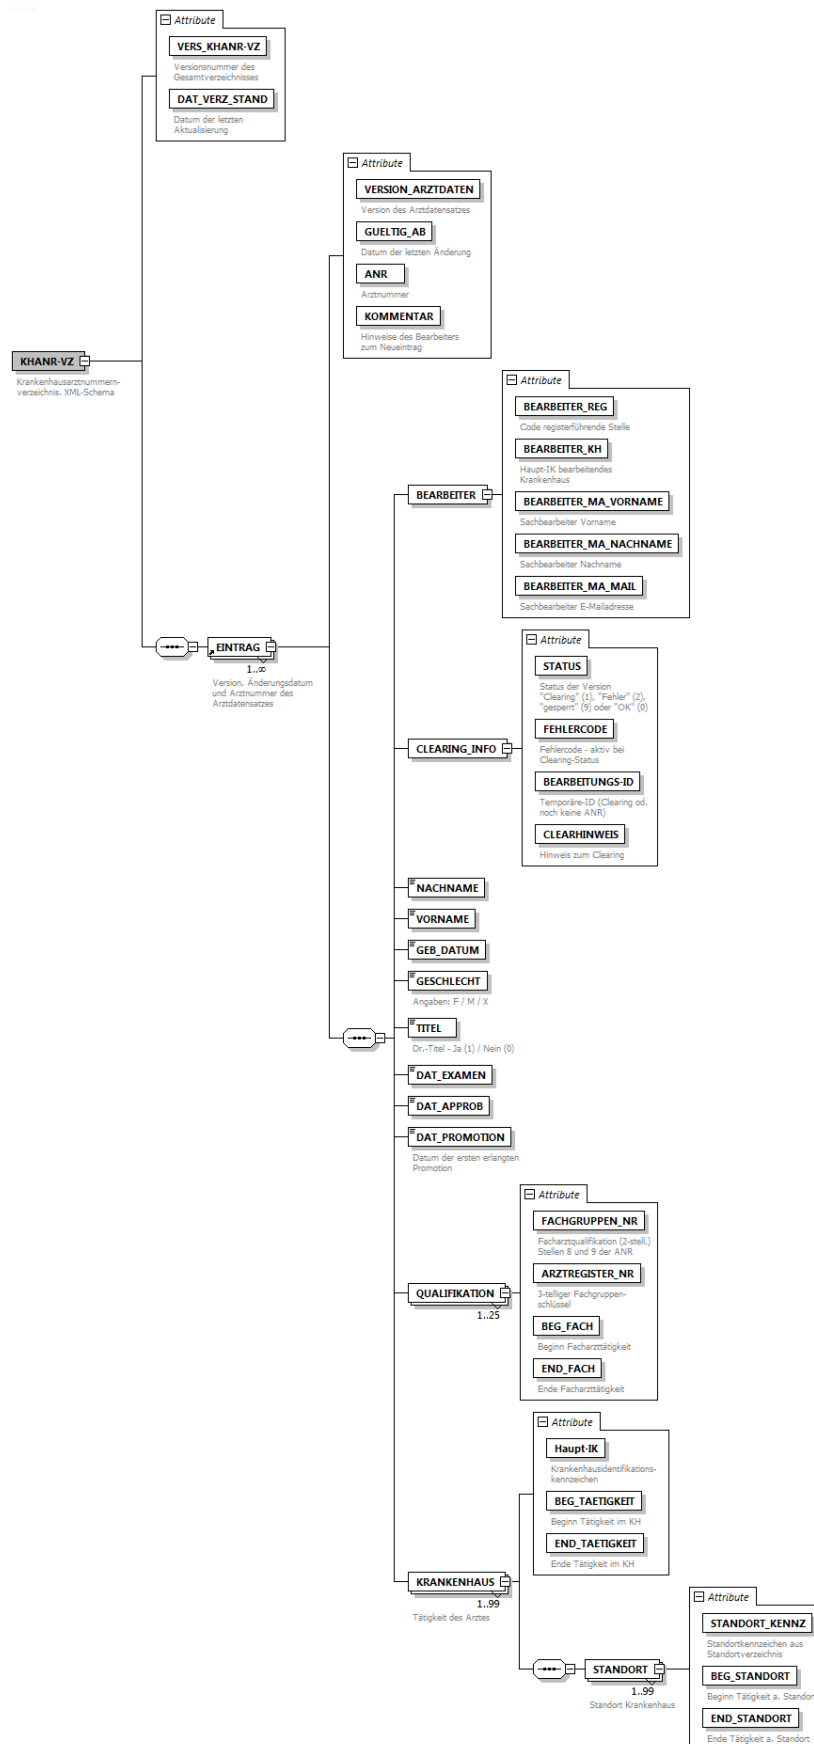 Attribute
VERS_KHANR-VZ
Versionsnummer des
Gesamtverzeichnisses
DAT_VERZ_STAND
Datum der letzten
Aktualisierung
Attribute
VERSION_ARZTDATEN
Version des Arztdatensatzes
GUELTIG_AB
Datum der letzten Änderung
ANR
Arztnummer
KOMMENTAR
Hinweise des Bearbeiters
zum Neueintrag
KHANR-VZ
Krankenhausarztnummern-
verzeichnis. XML-Schema
Attribute
BEARBEITER_REG
Code registerführende Stelle
BEARBEITER_KH
Haupt-IK bearbeitendes
Krankenhaus
BEARBEITER
BEARBEITER_MA_VORNAME
Sachbearbeiter Vorname
BEARBEITER_MA_NACHNAME
Sachbearbeiter Nachname
BEARBEITER_MA_MAIL
Sachbearbeiter E-Mailadresse
EINTRAG
1..∞
Version, Änderungsdatum
und Arztnummer des
Arztdatensatzes
Attribute
STATUS
Status der Version
"Clearing" (1), "Fehler" (2),
"gesperrt" (9) oder "OK" (0)
FEHLERCODE
Fehlercode - aktiv bei
Clearing-Status
CLEARING_INFO
BEARBEITUNGS-ID
Temporäre-ID (Clearing od.
noch keine ANR)
CLEARHINWEIS
Hinweis zum Clearing
NACHNAME
VORNAME
GEB_DATUM
GESCHLECHT
Angaben: F / M / X
TITEL
Dr.-Titel - Ja (1) / Nein (0)
DAT_EXAMEN
DAT_APPROB
DAT_PROMOTION
Datum der ersten erlangten
Promotion
Attribute
FACHGRUPPEN_NR
Facharztqualifikation (2-stell.)
Stellen 8 und 9 der ANR
ARZTREGISTER_NR
3-telliger Fachgruppen-
schlüssel
QUALIFIKATION
1..25
BEG_FACH
Beginn Facharzttätigkeit
END_FACH
Ende Facharzttätigkeit
Attribute
Haupt-IK
Krankenhausidentifikations-
kennzeichen
BEG_TAETIGKEIT
Beginn Tätigkeit im KH
END_TAETIGKEIT
Ende Tätigkeit im KH
KRANKENHAUS
1..99
Tätigkeit des Arztes
Attribute
STANDORT_KENNZ
Standortkennzeichen aus
Standortverzeichnis
STANDORT
1..99
Standort Krankenhaus
BEG_STANDORT
Beginn Tätigkeit a. Standort
END_STANDORT
Ende Tätigkeit a. Standort